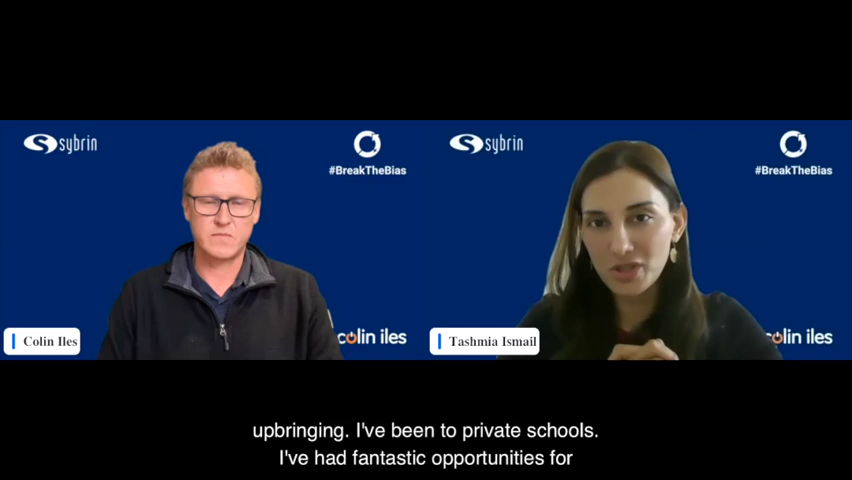 sybrin
#BreakTheBias
sybrin
#BreakTheBias
Colin Iles
colin iles
Tashmia Ismail
colin iles
upbringing. I've been to private schools.
I've had fantastic opportunities for